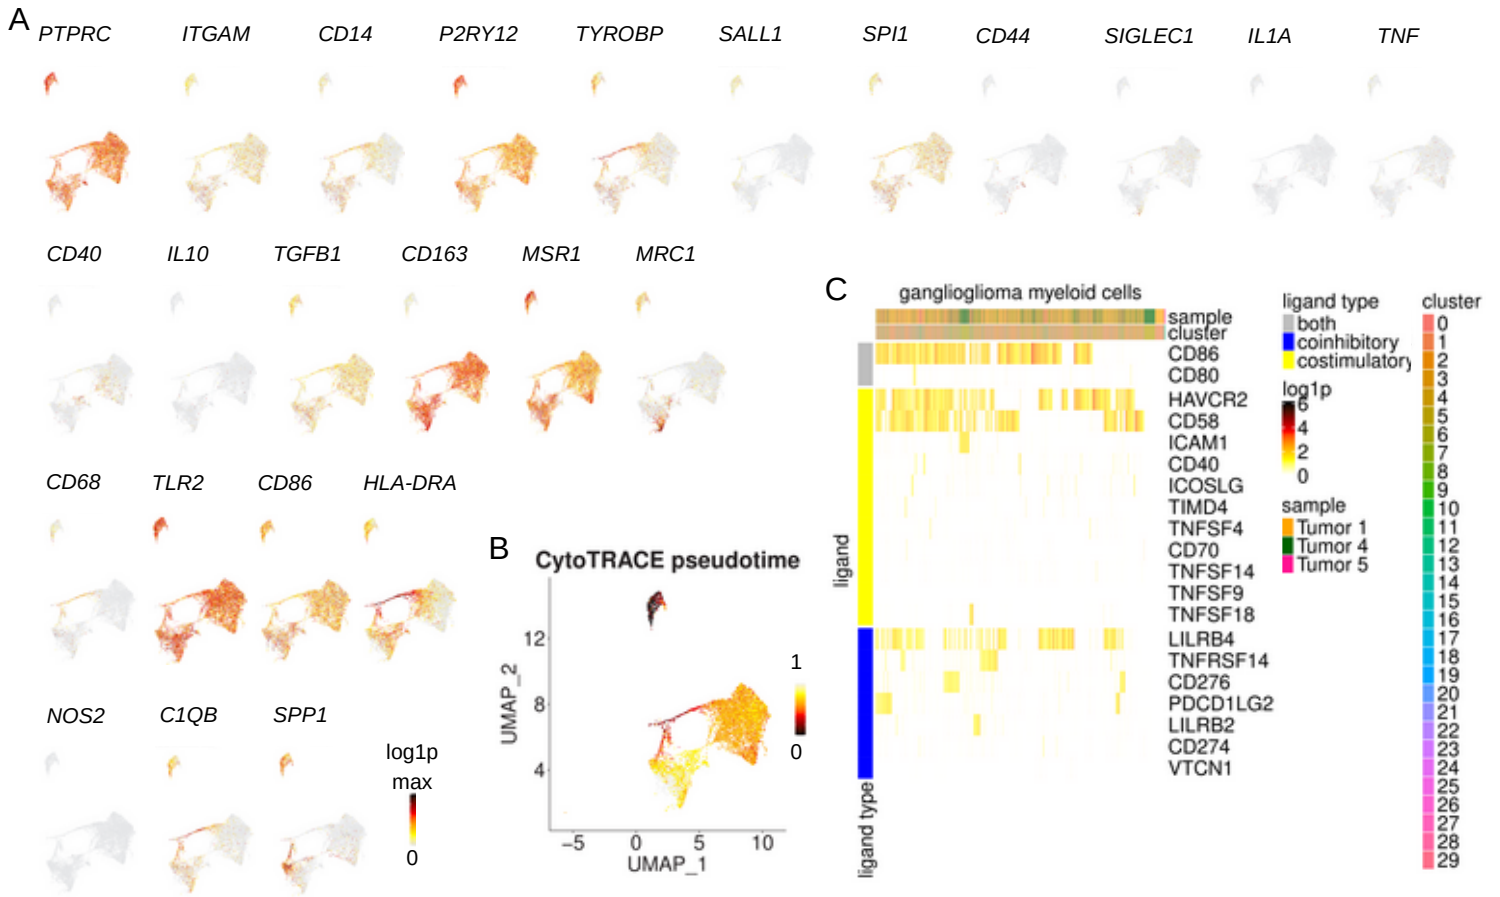 A
PTPRC ITGAM CD14 P2RY12 TYROBP SALL1 SPI1 CD44 SIGLEC1 IL1A TNF
CD40 IL10 TGFB1 CD163 MSR1 MRC1
CD68 TLR2 CD86 HLA-DRA
NOS2 C1QB SPP1
log1p
max
0
B
CytoTRACE pseudotime
UMAP_2
12
8
4
−5 0 5 10
UMAP_1
1
0
C
ganglioglioma myeloid cells
sample
cluster
CD86
CD80
HAVCR2
CD58
ICAM1
CD40
ICOSLG
TIMD4
TNFSF4
CD70
TNFSF14
TNFSF9
TNFSF18
LILRB4
TNFRSF14
CD276
PDCD1LG2
LILRB2
CD274
VTCN1
ligand
ligand type
ligand type
both
coinhibitory
costimulatory
log1p
6
4
2
0
sample
Tumor 1
Tumor 4
Tumor 5
cluster
0
1
2
3
4
5
6
7
8
9
10
11
12
13
14
15
16
17
18
19
20
21
22
23
24
25
26
27
28
29